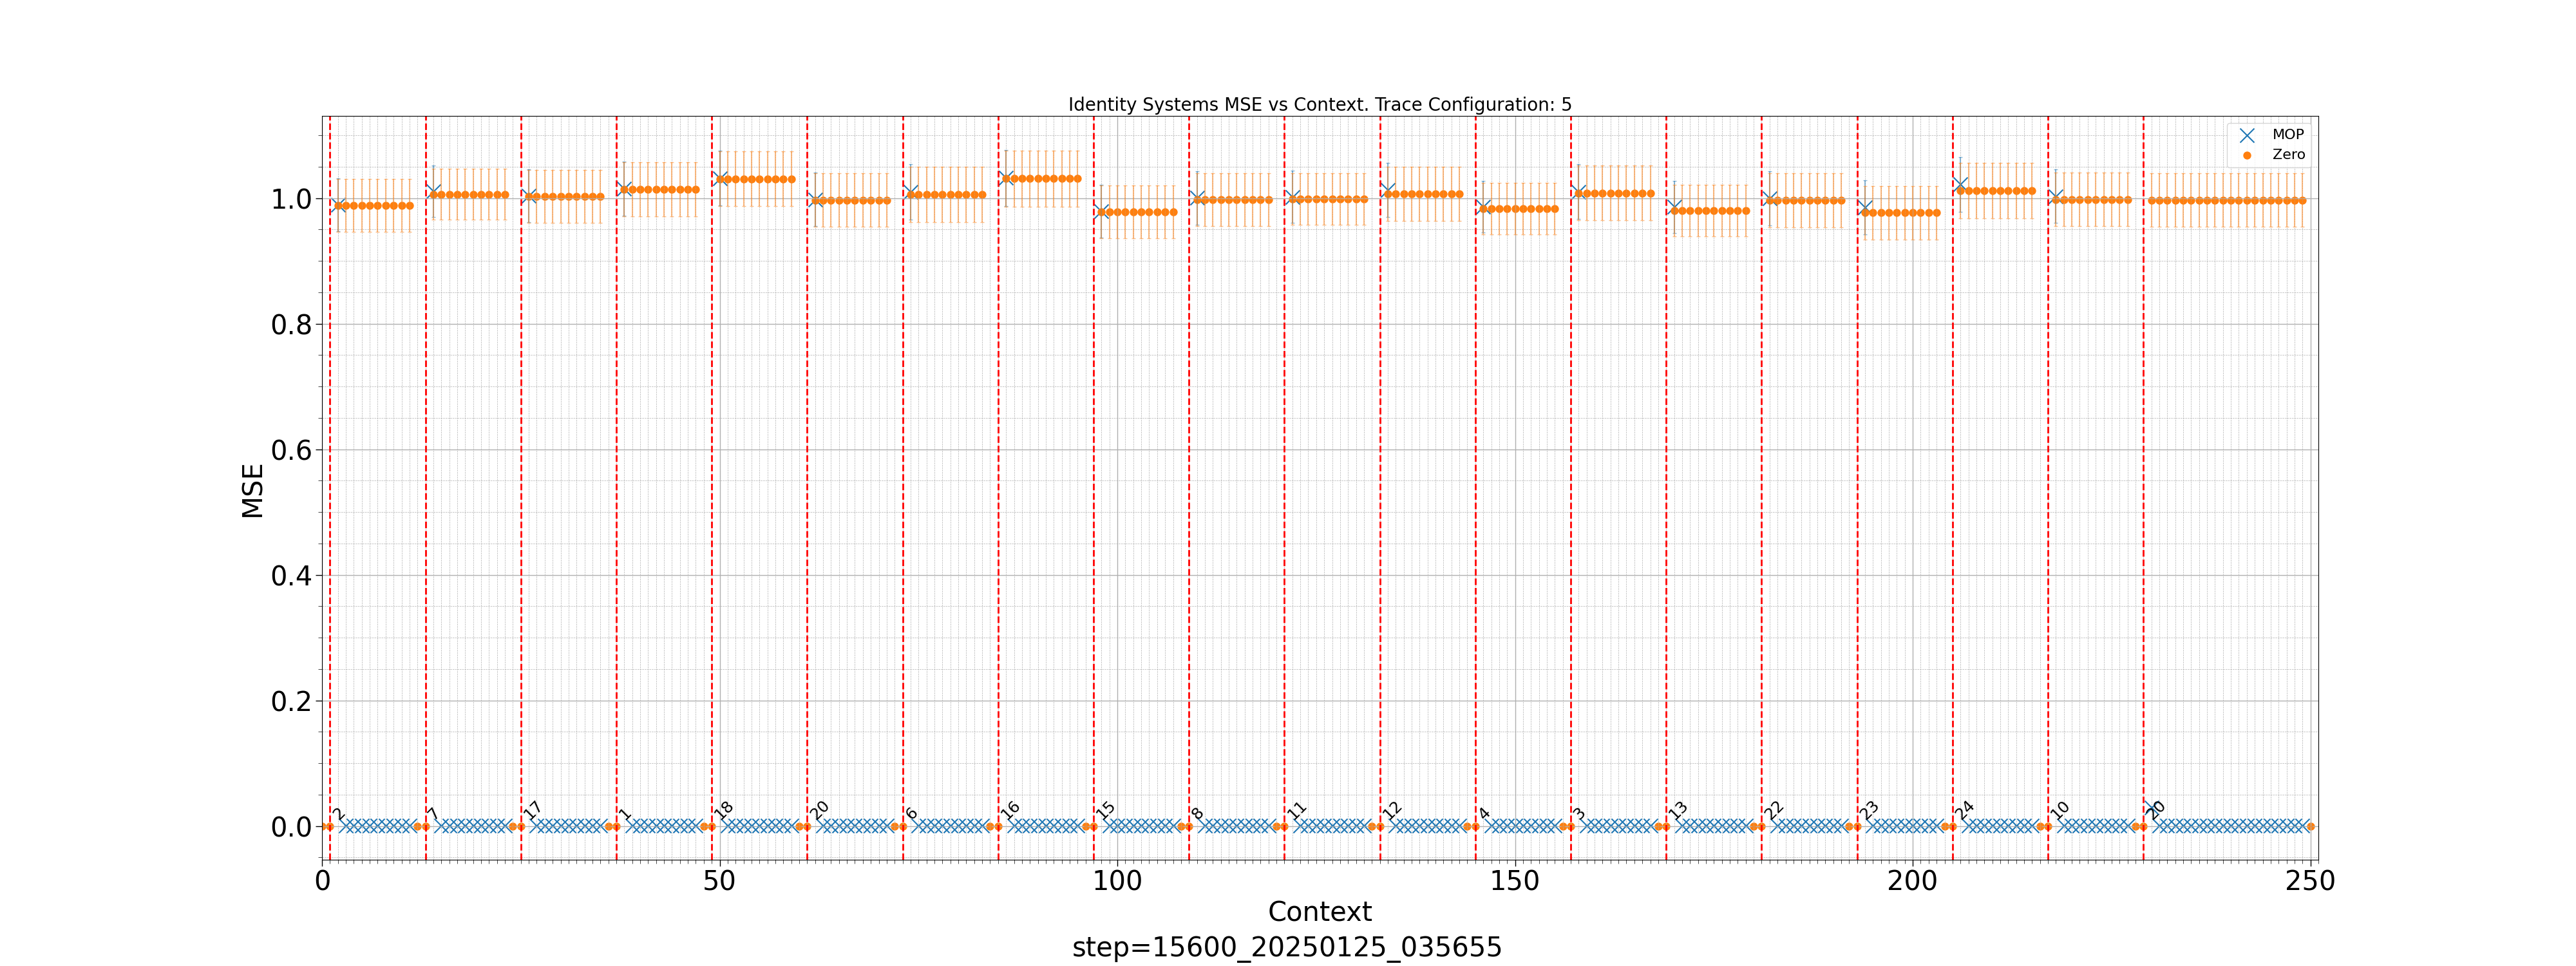 Identity Systems MSE vs Context. Trace Configuration: 5
MOP
Zero
MSE
1.0
0.8
0.6
0.4
0.2
0.0
2 7 17 1 18 20 6 16 15 8 11 12 4 3 13 22 23 24 10 20
0 50 100 150 200 250
Context
step=15600_20250125_035655